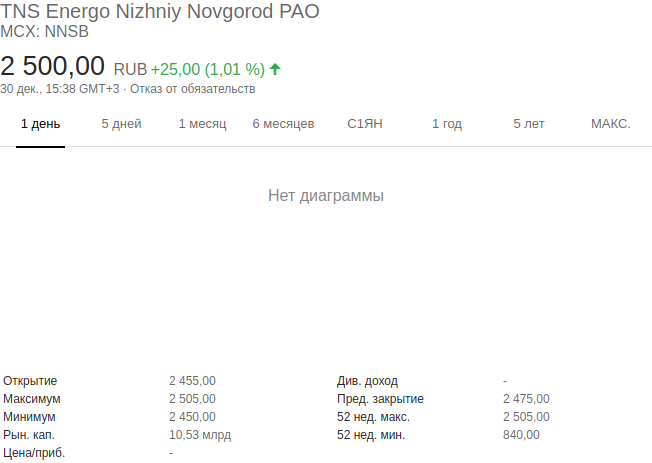 TNS Energo Nizhniy Novgorod PAO
MCX: NNSB
2 500,00 RUB +25,00 (1,01 %)
30 дек., 15:38 GMT+3 · Отказ от обязательств
1 день 5 дней 1 месяц 6 месяцев С1ЯН 1 год 5 лет МАКС.
Нет диаграммы
Открытие 2 455,00 Див. доход -
Максимум 2 505,00 Пред. закрытие 2 475,00
Минимум 2 450,00 52 нед. макс. 2 505,00
Рын. кап. 10,53 млрд 52 нед. мин. 840,00
Цена/приб. -